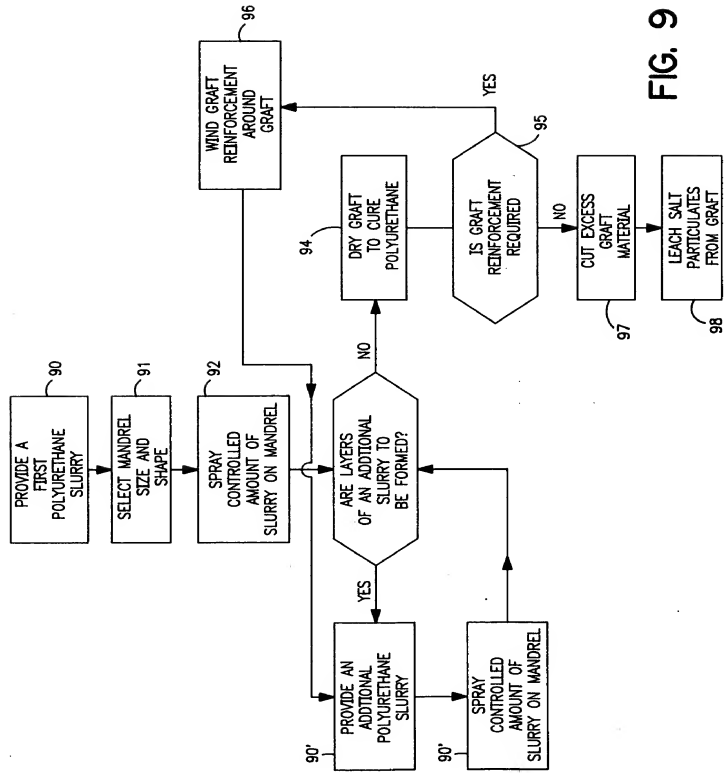 90
PROVIDE A
FIRST
POLYURETHANE
SLURRY
91
SELECT MANDREL
SIZE AND
SHAPE
92
SPRAY
CONTROLLED
AMOUNT OF
SLURRY ON MANDREL
ARE LAYERS
OF AN ADDTIONAL
SLURRY TO
BE FORMED?
YES
NO
90'
PROVIDE AN
ADDTIONAL
POLYURETHANE
SLURRY
90'
SPRAY
CONTROLLED
AMOUNT OF
SLURRY ON MANDREL
94
DRY GRAFT
TO CURE
POLYURETHANE
95
IS GRAFT
REINFORCEMENT
REQUIRED
YES
NO
96
WIND GRAFT
REINFORCEMENT
AROUND
GRAFT
97
CUT EXCESS
GRAFT
MATERIAL
98
LEACH SALT
PARTICULATES
FROM GRAFT
FIG. 9